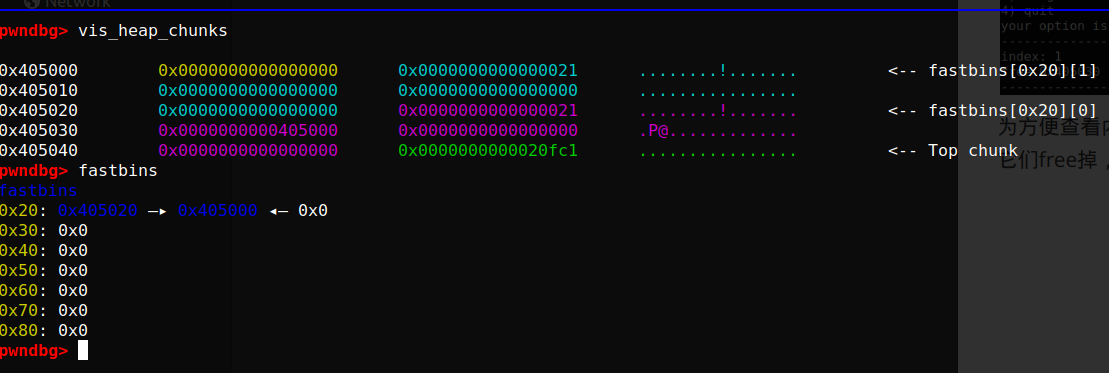 Network
4) quit
your option is
pwndbg> vis_heap_chunks
index: 1
0x405000 0x0000000000000000 0x0000000000000021 ........!....... <-- fastbins[0x20][1]
0x405010 0x0000000000000000 0x0000000000000000 ................
0x405020 0x0000000000000000 0x0000000000000021 ........!....... <-- fastbins[0x20][0]
0x405030 0x0000000000405000 0x0000000000000000 .P@.............
为方便查看
0x405040 0x0000000000000000 0x0000000000020fc1 ................ <-- Top chunk
它们free掉，
pwndbg> fastbins
fastbins
0x20: 0x405020 —▸ 0x405000 ◂— 0x0
0x30: 0x0
0x40: 0x0
0x50: 0x0
0x60: 0x0
0x70: 0x0
0x80: 0x0
pwndbg>